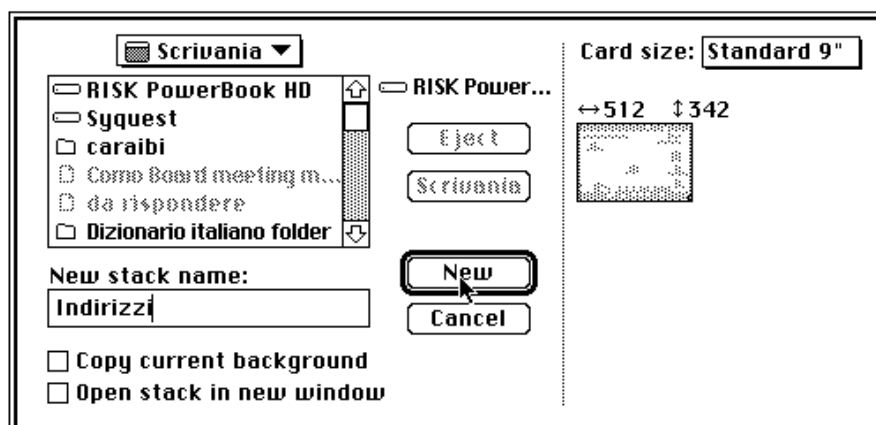 Scrivania
RISK PowerBook HD
Syquest
caraibi
Como Board meeting m...
da rispondere
Dizionario italiano folder
New stack name:
Indirizzi
Copy current background
Open stack in new window
RISK Power...
Eject
Scrivania
New
Cancel
Card size: Standard 9"
↔512 ↕342